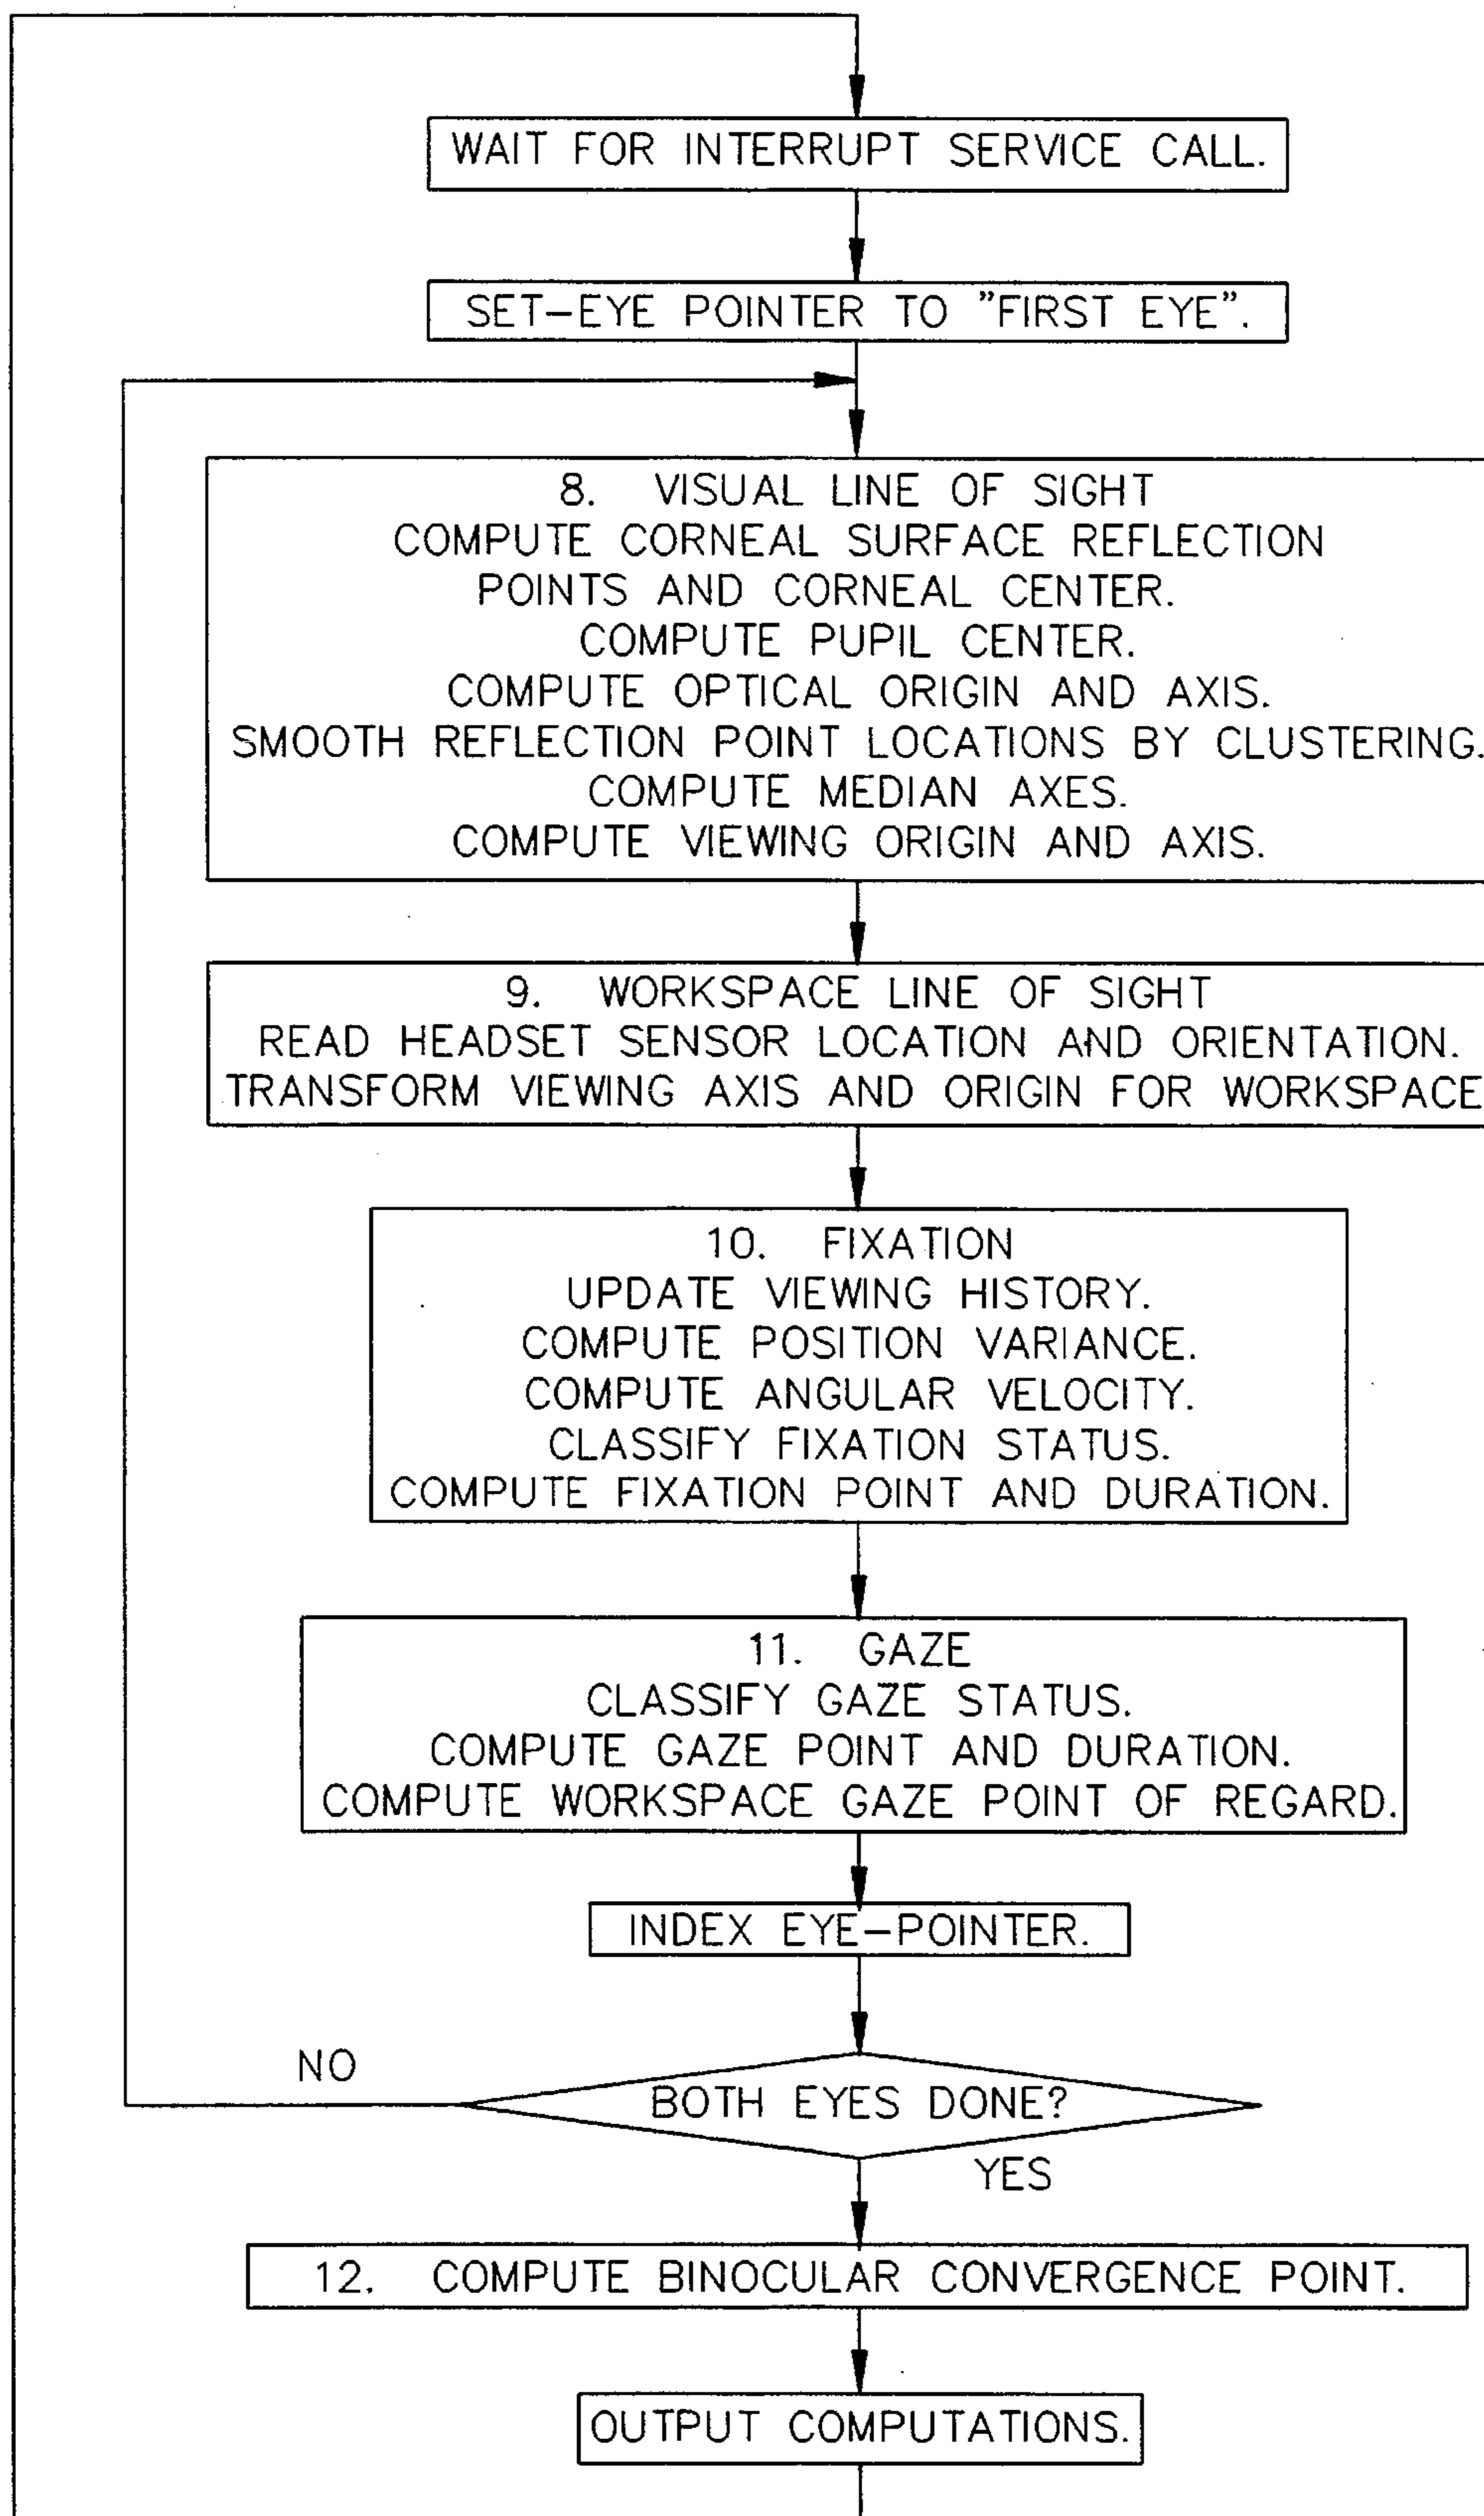 WAIT FOR INTERRUPT SERVICE CALL.
SET-EYE POINTER TO "FIRST EYE".
8. VISUAL LINE OF SIGHT
COMPUTE CORNEAL SURFACE REFLECTION
POINTS AND CORNEAL CENTER.
COMPUTE PUPIL CENTER.
COMPUTE OPTICAL ORIGIN AND AXIS.
SMOOTH REFLECTION POINT LOCATIONS BY CLUSTERING.
COMPUTE MEDIAN AXES.
COMPUTE VIEWING ORIGIN AND AXIS.
9. WORKSPACE LINE OF SIGHT
READ HEADSET SENSOR LOCATION AND ORIENTATION.
TRANSFORM VIEWING AXIS AND ORIGIN FOR WORKSPACE
10. FIXATION
UPDATE VIEWING HISTORY.
COMPUTE POSITION VARIANCE.
COMPUTE ANGULAR VELOCITY.
CLASSIFY FIXATION STATUS.
COMPUTE FIXATION POINT AND DURATION.
11. GAZE
CLASSIFY GAZE STATUS.
COMPUTE GAZE POINT AND DURATION.
COMPUTE WORKSPACE GAZE POINT OF REGARD.
INDEX EYE-POINTER.
NO
BOTH EYES DONE?
YES
12. COMPUTE BINOCULAR CONVERGENCE POINT.
OUTPUT COMPUTATIONS.